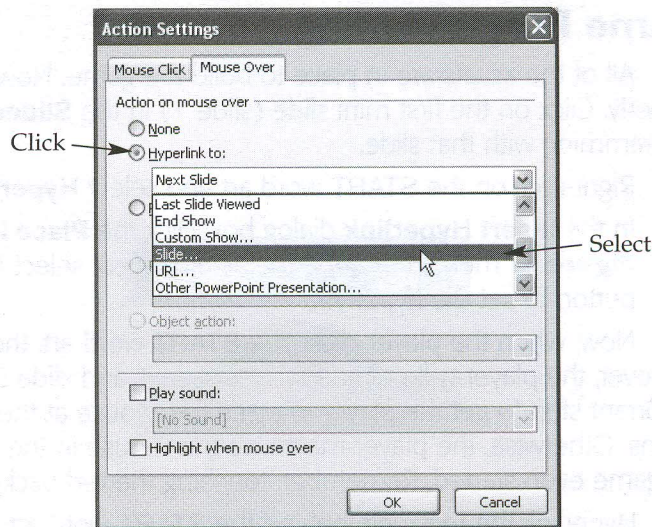 Action Settings
Mouse Click Mouse Over
Action on mouse over
None
Click
Hyperlink to:
Next Slide
Last Slide Viewed
End Show
Custom Show...
Slide...
Select
URL...
Other PowerPoint Presentation...
Object action:
Play sound:
[No Sound]
Highlight when mouse over
OK Cancel